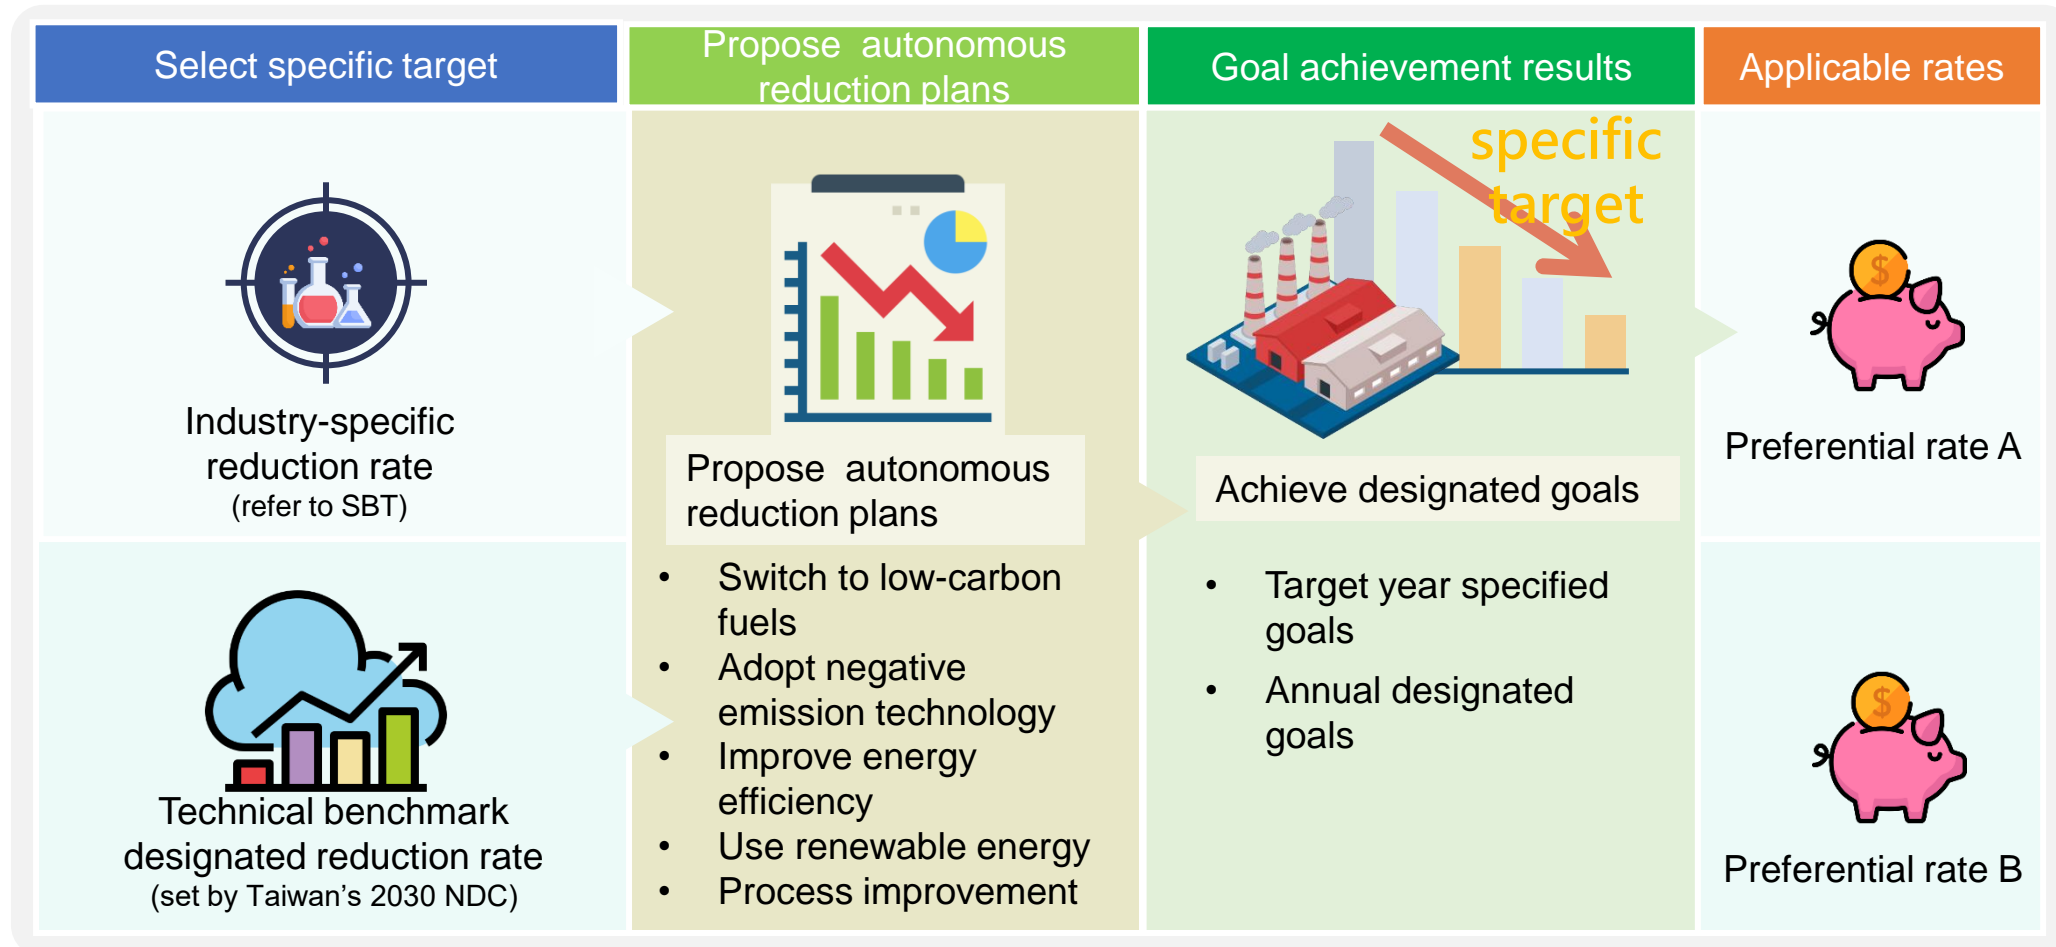 Select specific target
Propose autonomous
reduction plans
Goal achievement results
Applicable rates
Industry-specific
reduction rate
(refer to SBT)
Technical benchmark
designated reduction rate
(set by Taiwan's 2030 NDC)
Propose autonomous
reduction plans
• Switch to low-carbon
fuels
• Adopt negative
emission technology
• Improve energy
efficiency
• Use renewable energy
• Process improvement
specific
target
Achieve designated goals
• Target year specified
goals
• Annual designated
goals
$
Preferential rate A
$
Preferential rate B